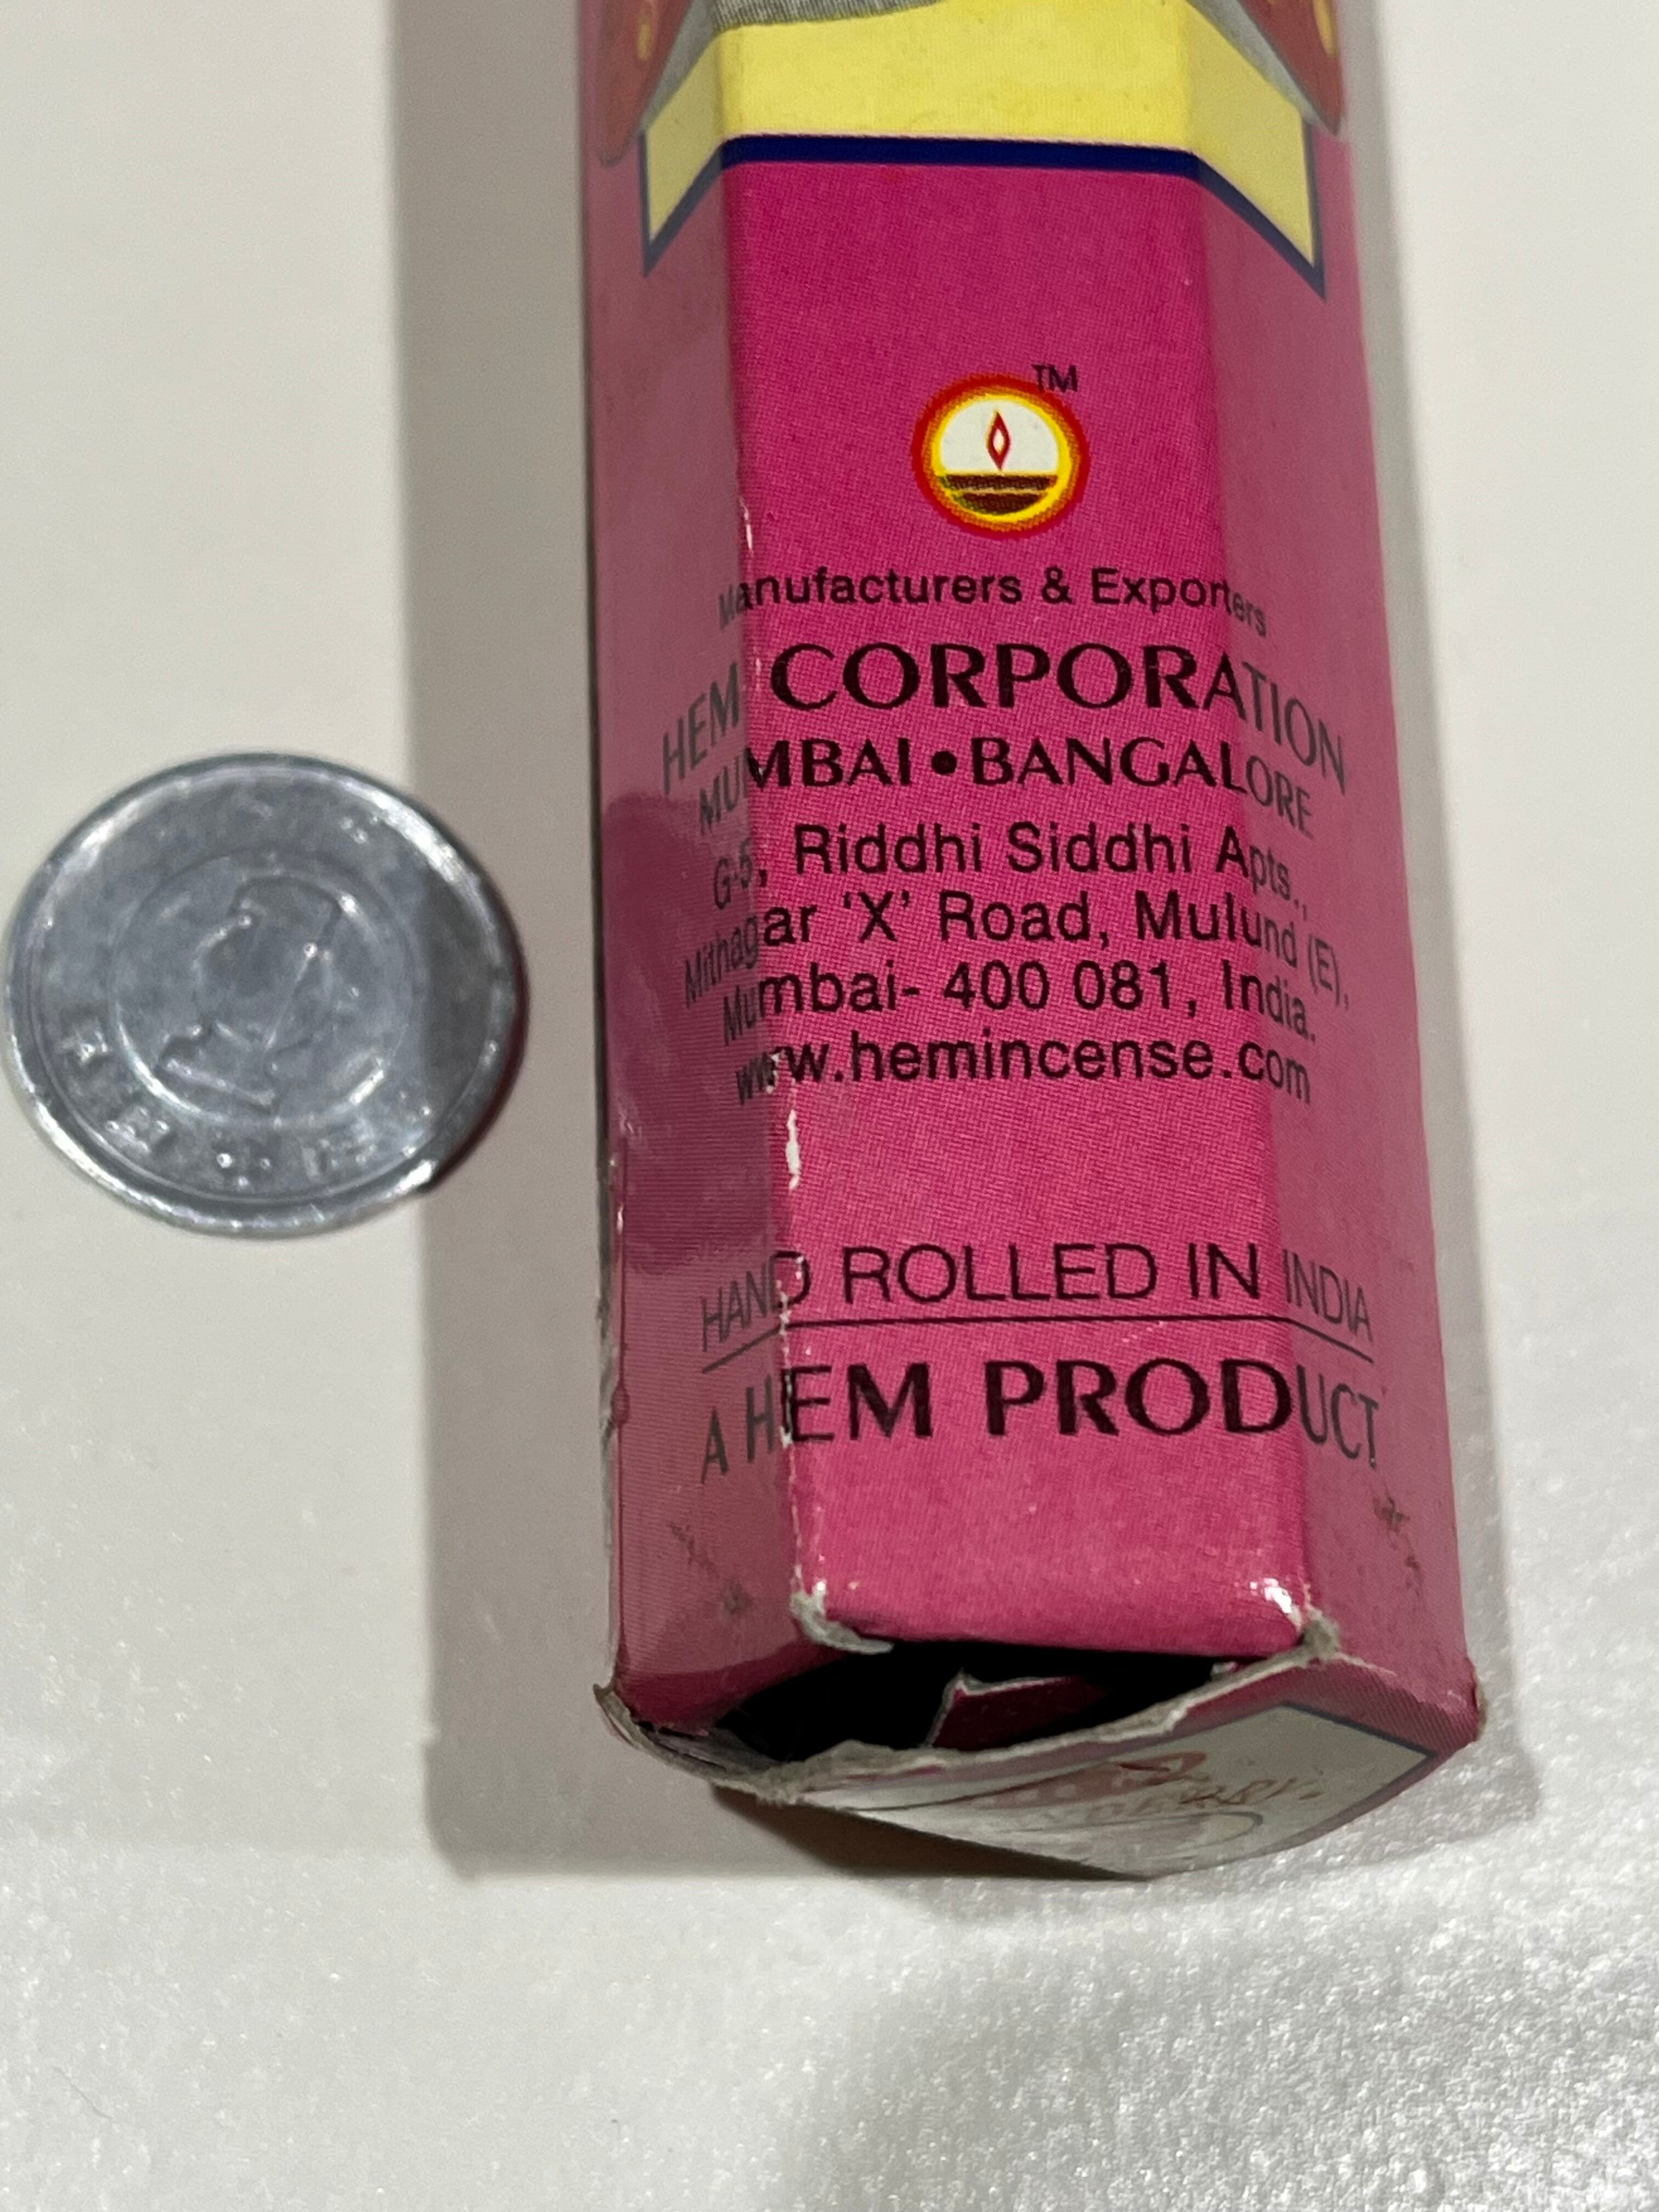 TM
Manufacturers & Exporters
HEM CORPORATION
MUMBAI • BANGALORE
G-5, Riddhi Siddhi Apts.,
Mithagar ‘X’ Road, Mulund (E),
Mumbai- 400 081, India.
www.hemincense.com
HAND ROLLED IN INDIA
A HEM PRODUCT